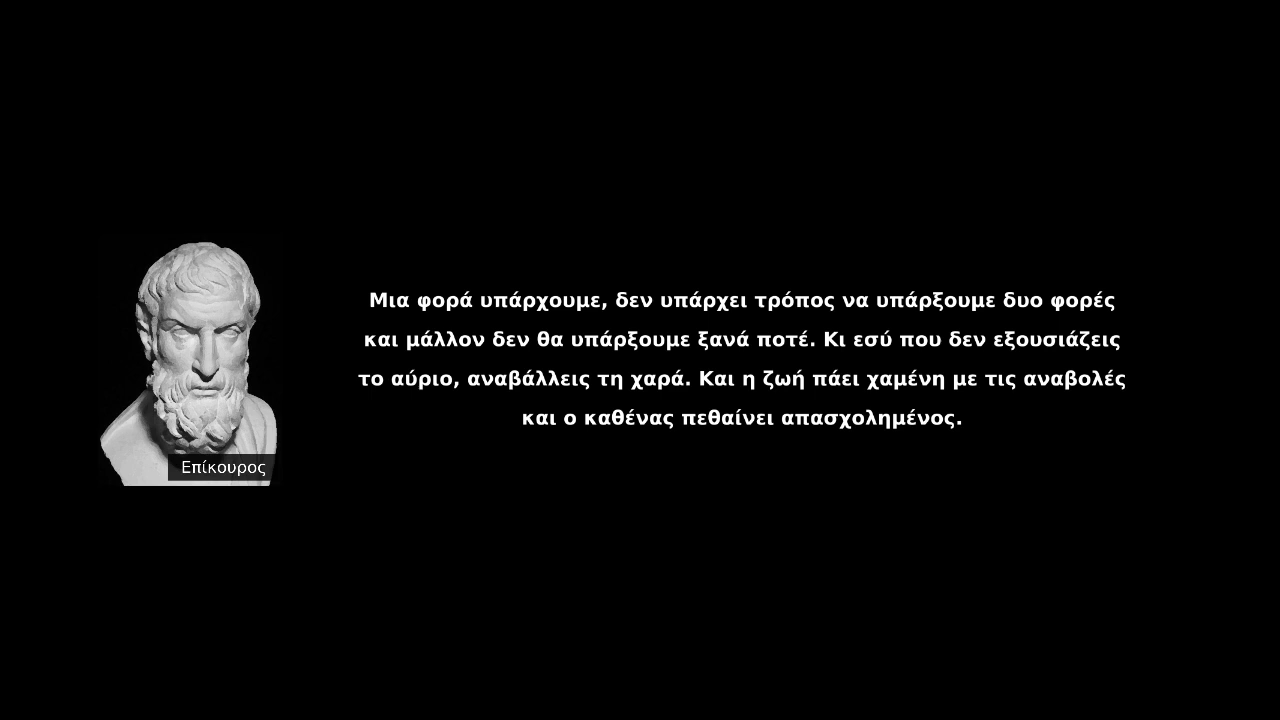 Μια φορά υπάρχουμε, δεν υπάρχει τρόπος να υπάρξουμε δυο φορές
και μάλλον δεν θα υπάρξουμε ξανά ποτέ. Κι εσύ που δεν εξουσιάζεις
το αύριο, αναβάλλεις τη χαρά. Και η ζωή πάει χαμένη με τις αναβολές
και ο καθένας πεθαίνει απασχολημένος.
Επίκουρος